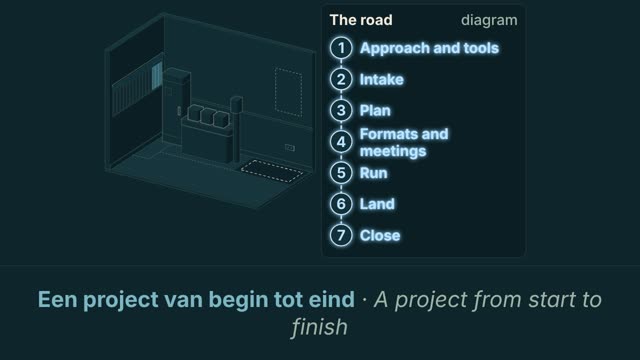 The road
diagram
1 Approach and tools
2 Intake
3 Plan
4 Formats and
meetings
5 Run
6 Land
7 Close
Een project van begin tot eind · A project from start to
finish